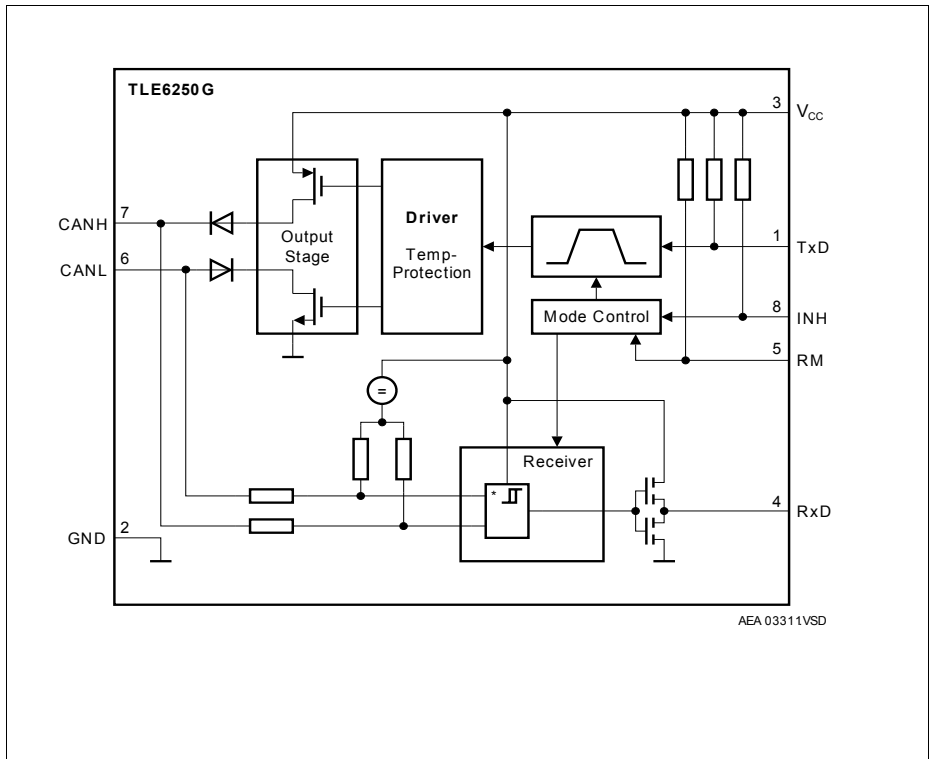 TLE6250G
3
VCC
7
CANH
Output
Stage
Driver
Temp-
Protection
1
TxD
6
CANL
Mode Control
8
INH
5
RM
=
Receiver
*
4
RxD
2
GND
AEA 03311VSD